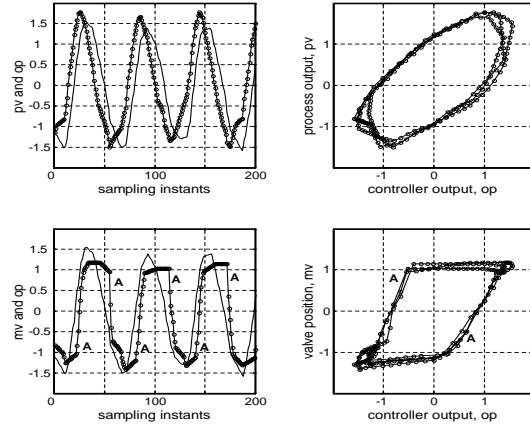 1.5
1
0.5
0
-0.5
-1
-1.5
pv and op
0
100
200
sampling instants
1
0
-1
process output, pv
-1
0
1
controller output, op
1.5
1
0.5
0
-0.5
-1
-1.5
mv and op
A
A
A
A
A
A
0
100
200
sampling instants
1
0
-1
valve position, mv
A
A
-1
0
1
controller output, op